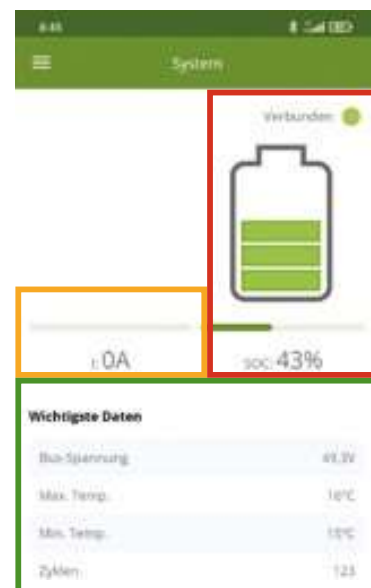 System
Verbunden
I: 0A
SOC: 43%
Wichtigste Daten
Bus-Spannung 49,3V
Max. Temp. 16°C
Min. Temp. 15°C
Zyklen 123